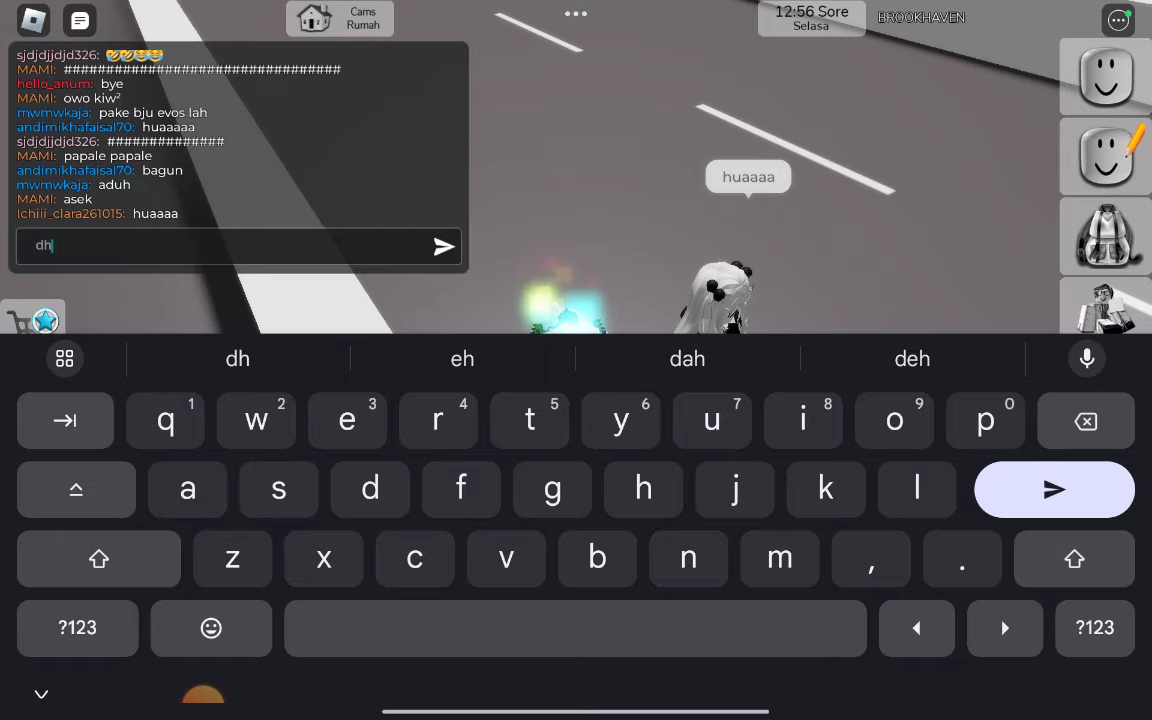 Cams
Rumah
12:56 Sore
Selasa
BROOKHAVEN
sjdjdjjdjd326: 🤣🤣😂😂
MAMI: #################################
hello_anum: bye
MAMI: owo kiw²
mwmwkaja: pake bju evos lah
andimikhafaisal70: huaaaaa
sjdjdjjdjd326: ##############
MAMI: papale papale
andimikhafaisal70: bagun
mwmwkaja: aduh
MAMI: asek
Ichiii_clara261015: huaaaa
huaaaa
dh
dh eh dah deh
q 1 w 2 e 3 r 4 t 5 y 6 u 7 i 8 o 9 p 0
a s d f g h j k l
z x c v b n m , .
?123 ?123